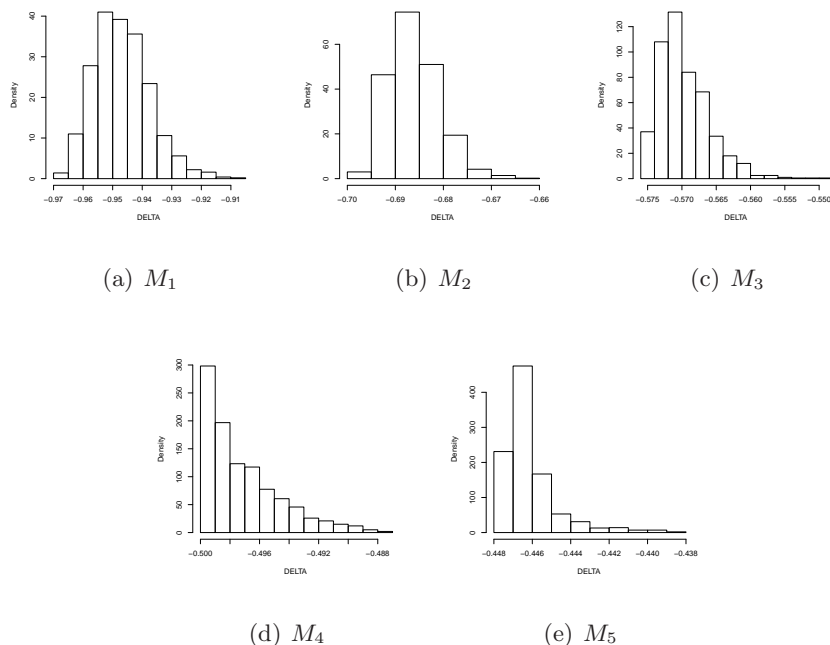 40
30
20
10
0
Density
−0.97 −0.96 −0.95 −0.94 −0.93 −0.92 −0.91
DELTA
(a) M1
60
40
20
0
Density
−0.70 −0.69 −0.68 −0.67 −0.66
DELTA
(b) M2
120
100
80
60
40
20
0
Density
−0.575 −0.570 −0.565 −0.560 −0.555 −0.550
DELTA
(c) M3
300
250
200
150
100
50
0
Density
−0.500 −0.496 −0.492 −0.488
DELTA
(d) M4
400
300
200
100
0
Density
−0.448 −0.446 −0.444 −0.442 −0.440 −0.438
DELTA
(e) M5